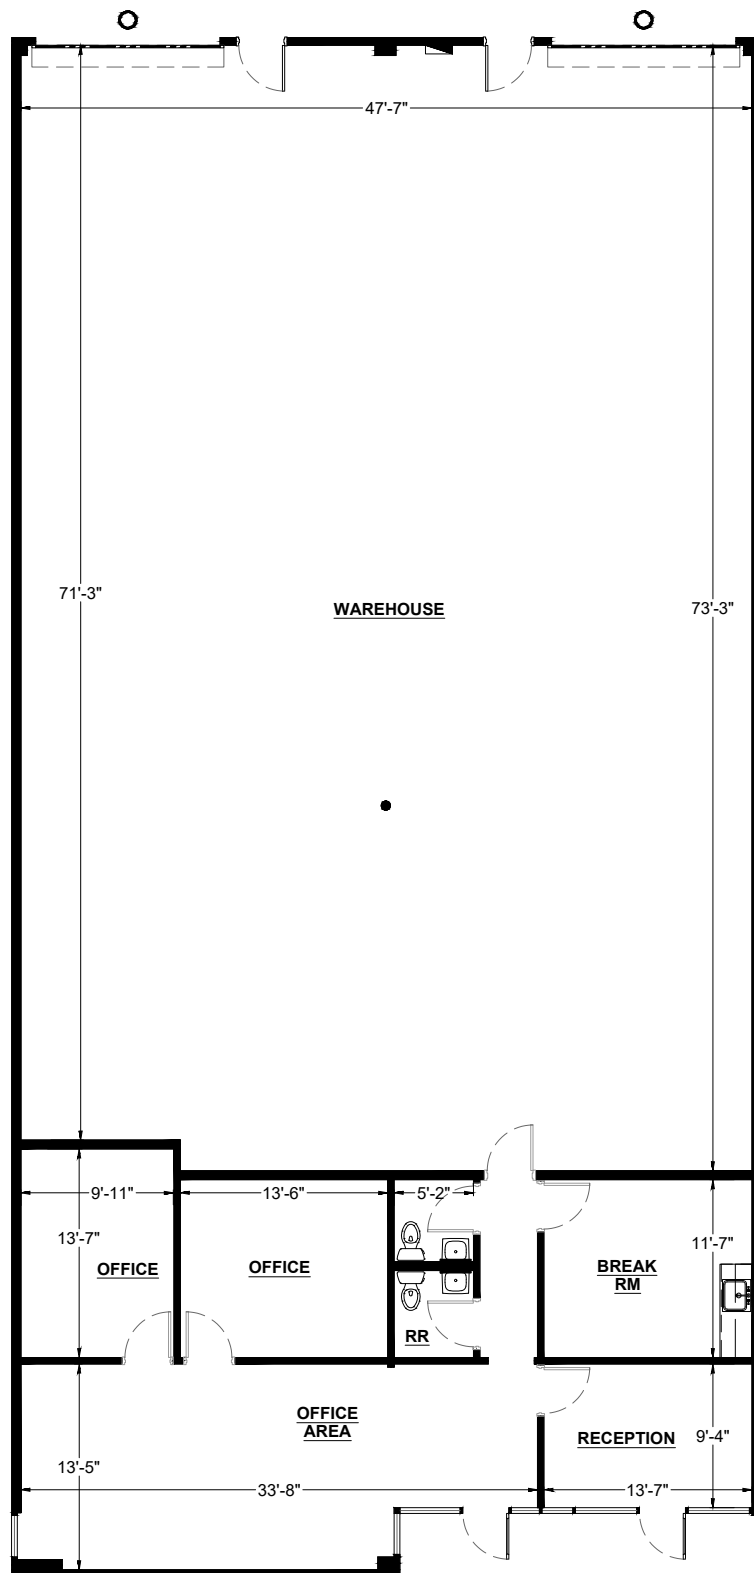 47'-7"
71'-3"
WAREHOUSE
73'-3"
9'-11"
13'-6"
5'-2"
13'-7"
11'-7"
OFFICE
OFFICE
BREAK
RM
RR
OFFICE
AREA
RECEPTION
9'-4"
13'-5"
33'-8"
13'-7"